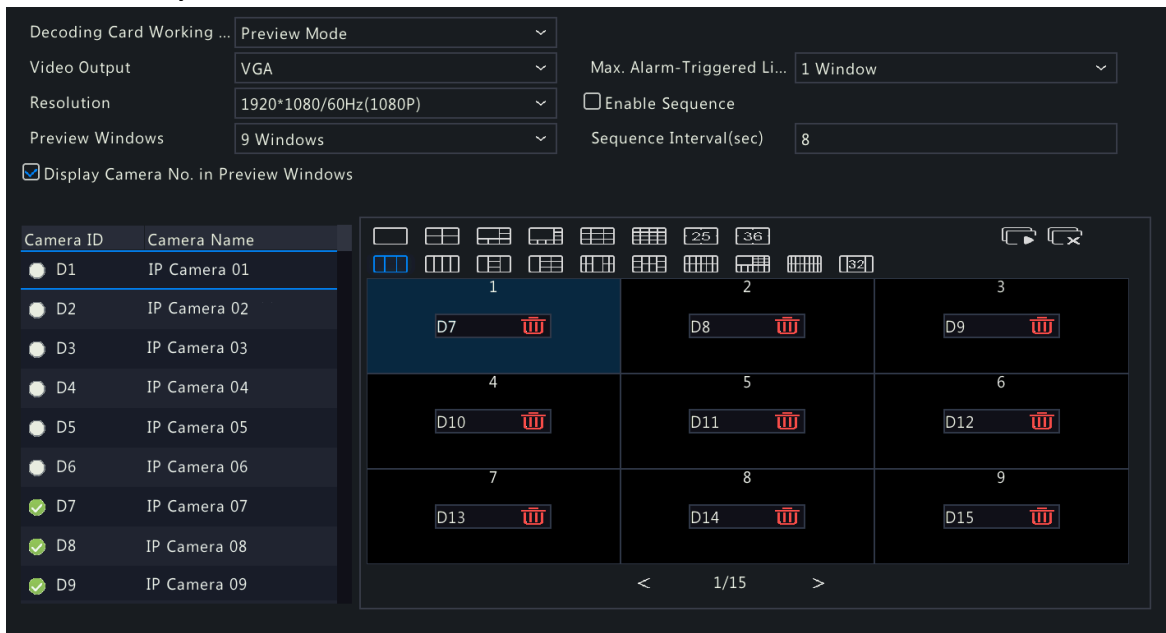 Decoding Card Working ... Preview Mode
Video Output VGA Max. Alarm-Triggered Li... 1 Window
Resolution 1920*1080/60Hz(1080P) Enable Sequence
Preview Windows 9 Windows Sequence Interval(sec) 8
Display Camera No. in Preview Windows
Camera ID Camera Name
D1 IP Camera 01
D2 IP Camera 02
D3 IP Camera 03
D4 IP Camera 04
D5 IP Camera 05
D6 IP Camera 06
D7 IP Camera 07
D8 IP Camera 08
D9 IP Camera 09
25 36
32
1 2 3
D7 D8 D9
4 5 6
D10 D11 D12
7 8 9
D13 D14 D15
< 1/15 >